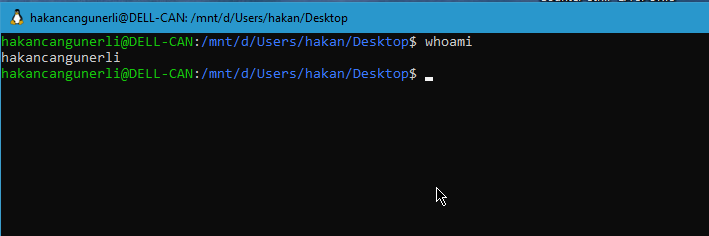 hakancangunerli@DELL-CAN: /mnt/d/Users/hakan/Desktop
hakancangunerli@DELL-CAN:/mnt/d/Users/hakan/Desktop$ whoami
hakancangunerli
hakancangunerli@DELL-CAN:/mnt/d/Users/hakan/Desktop$